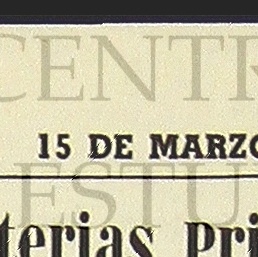 CENTR
15 DE MARZO
ESTU
terias Pri